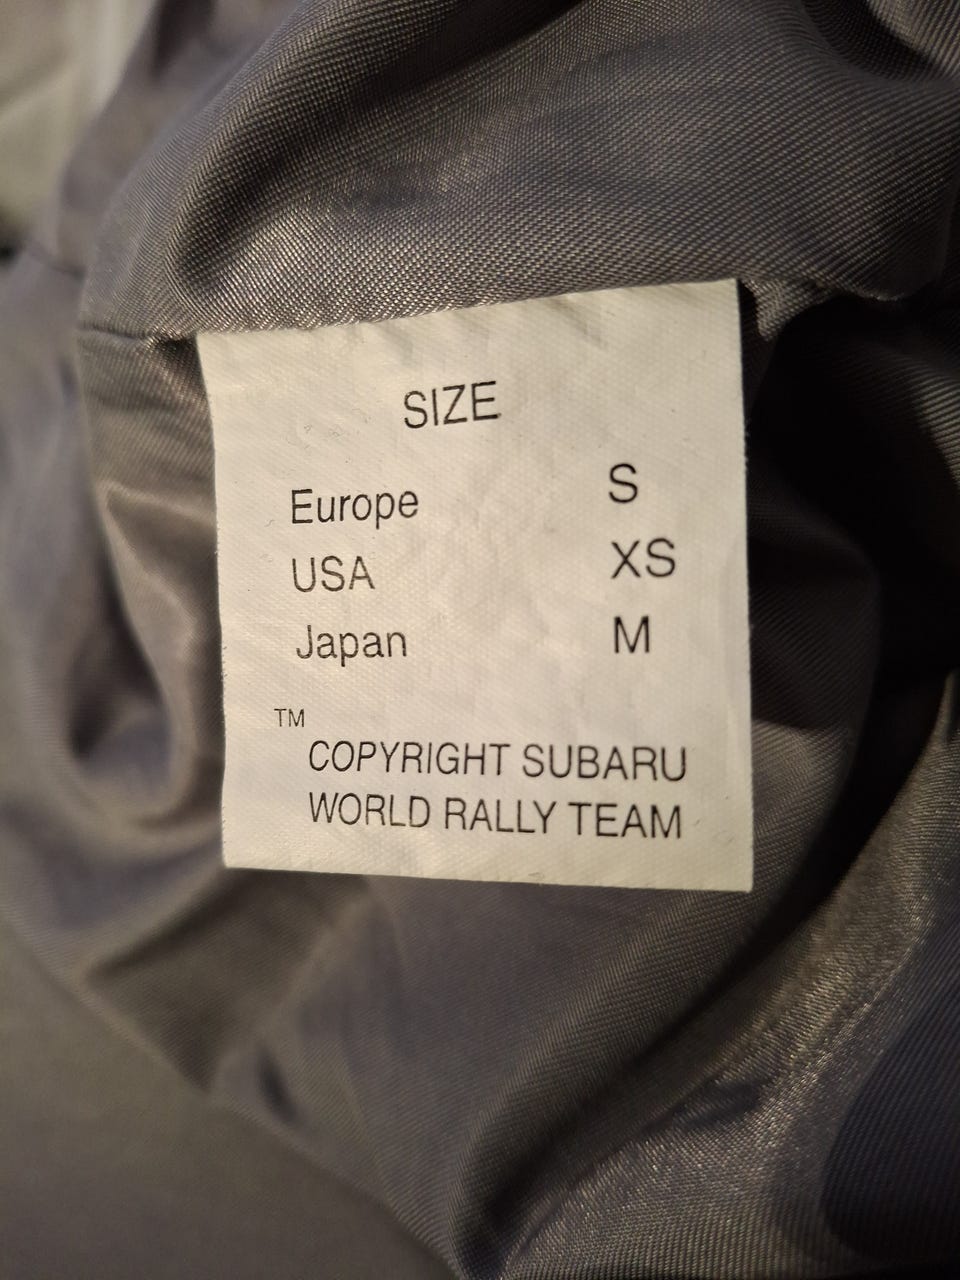 SIZE
Europe S
USA XS
Japan M
TM
COPYRIGHT SUBARU
WORLD RALLY TEAM